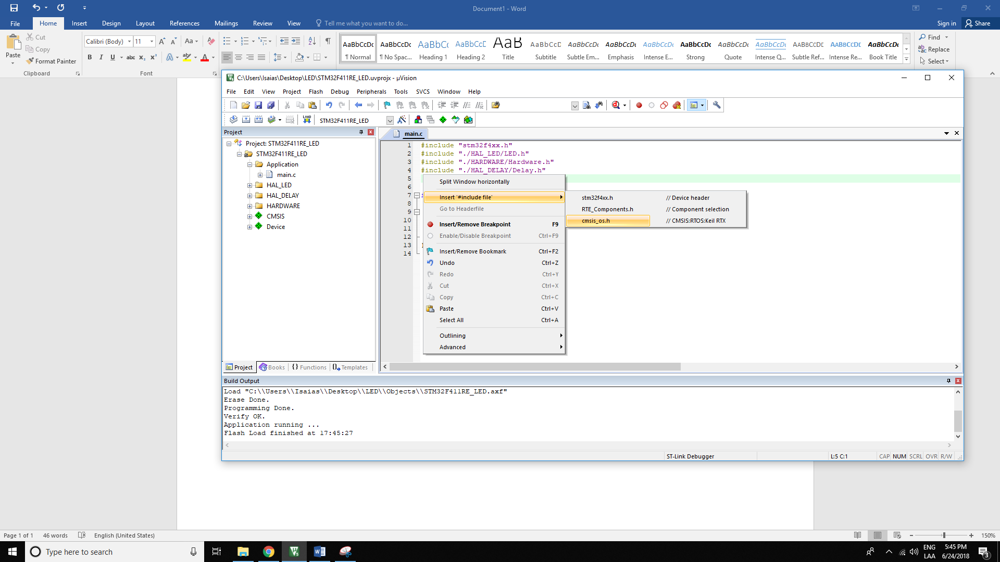 Document1 - Word
File Home Insert Design Layout References Mailings Review View Tell me what you want to do... Sign in Share
Paste
Cut
Copy
Format Painter
Clipboard
Calibri (Body) 11
Aa
B I U abc x₂ x² A A
Font
AaBbCcDc AaBbCcDc AaBbCc AaBbCcD AaB AaBbCcD AaBbCcDc AaBbCcDc AaBbCcDc AaBbCcDc AaBbCcDc AaBbCcDc AABBCCDE AABBCCDE AaBbCcDc
¶ Normal ¶ No Spac... Heading 1 Heading 2 Title Subtitle Subtle Em... Emphasis Intense E... Strong Quote Intense Q... Subtle Ref... Intense Re... Book Title
Find
Replace
Select
C:\Users\Isaias\Desktop\LED\STM32F411RE_LED.uvprojx - µVision
File Edit View Project Flash Debug Peripherals Tools SVCS Window Help
LOAD STM32F411RE_LED
Project
Project: STM32F411RE_LED
STM32F411RE_LED
Application
main.c
HAL_LED
HAL_DELAY
HARDWARE
CMSIS
Device
Project Books {} Functions Templates
main.c
1 #include "stm32f4xx.h"
2 #include "./HAL_LED/LED.h"
3 #include "./HARDWARE/Hardware.h"
4 #include "./HAL_DELAY/Delay.h"
5
6
7
8
9
10
11
12
13
14
Split Window horizontally
Insert '#include file'
Go to Headerfile
Insert/Remove Breakpoint F9
Enable/Disable Breakpoint Ctrl+F9
Insert/Remove Bookmark Ctrl+F2
Undo Ctrl+Z
Redo Ctrl+Y
Cut Ctrl+X
Copy Ctrl+C
Paste Ctrl+V
Select All Ctrl+A
Outlining
Advanced
stm32f4xx.h // Device header
RTE_Components.h // Component selection
cmsis_os.h // CMSIS:RTOS:Keil RTX
Build Output
Load "C:\\Users\\Isaias\\Desktop\\LED\\Objects\\STM32F411RE_LED.axf"
Erase Done.
Programming Done.
Verify OK.
Application running ...
Flash Load finished at 17:45:27
ST-Link Debugger L:5 C:1 CAP NUM SCRL OVR R/W
Page 1 of 1 46 words English (United States) 150%
Type here to search
ENG
LAA
5:45 PM
6/24/2018
3